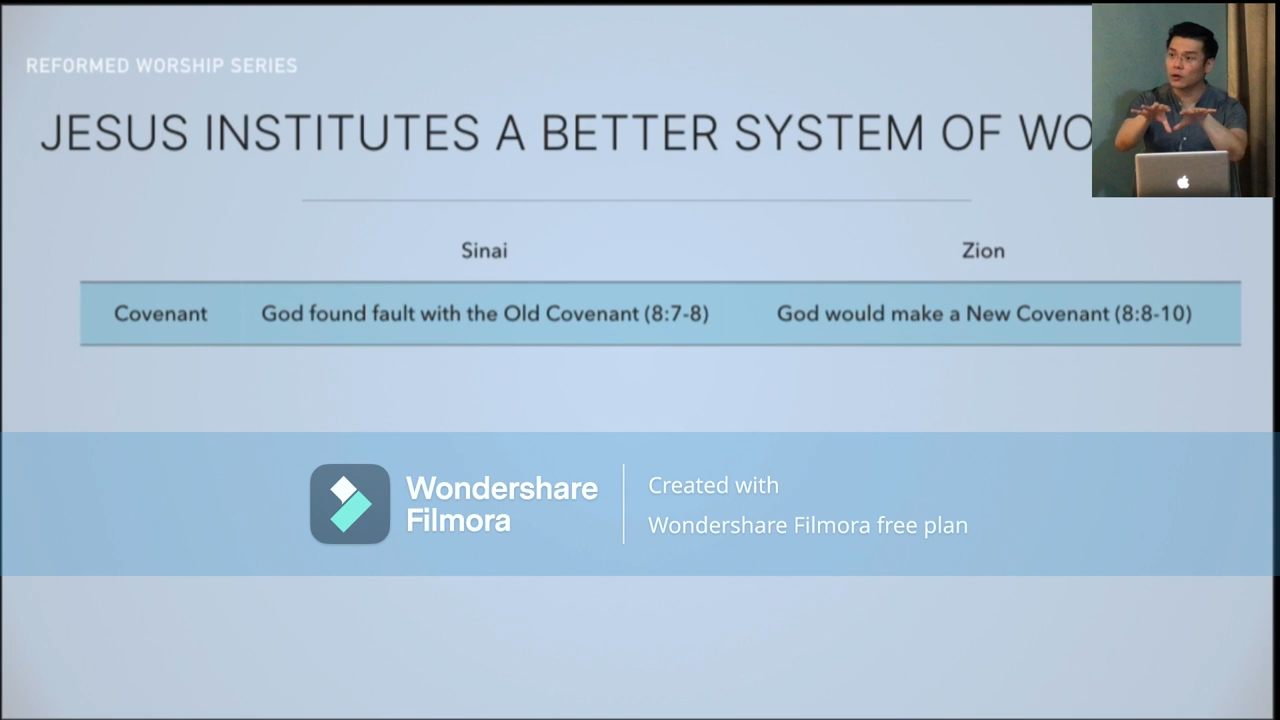 REFORMED WORSHIP SERIES
JESUS INSTITUTES A BETTER SYSTEM OF
Sinai Zion
Covenant God found fault with the Old Covenant (8:7-8) God would make a New Covenant (8:8-10)
Wondershare
Filmora
Created with
Wondershare Filmora free plan